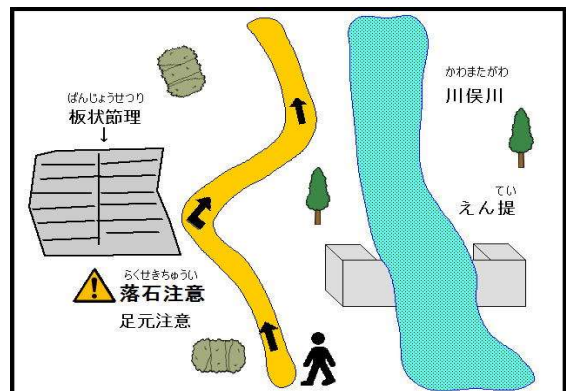 ばんじょうせつり
板状節理
↓
らくせきちゅうい
落石注意
足元注意
かわまたがわ
川俣川
てい
えん提